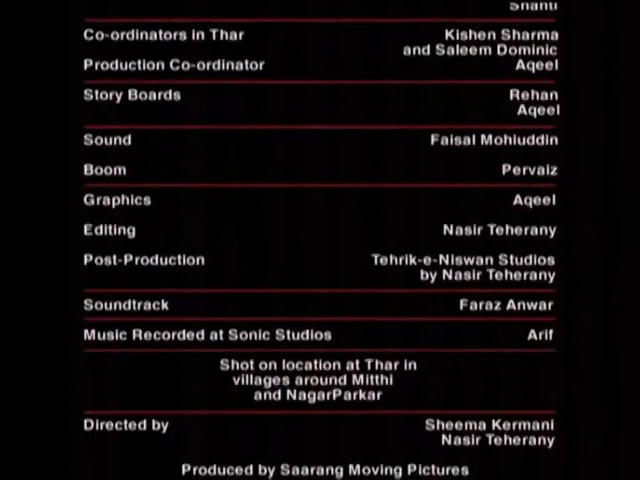 Shanti
Co-ordinators in Thar Kishen Sharma
and Saleem Dominic
Production Co-ordinator Aqeel
Story Boards Rehan
Aqeel
Sound Faisal Mohiuddin
Boom Pervaiz
Graphics Aqeel
Editing Nasir Teherany
Post-Production Tehrik-e-Niswan Studios
by Nasir Teherany
Soundtrack Faraz Anwar
Music Recorded at Sonic Studios Arif
Shot on location at Thar in
villages around Mitthi
and NagarParkar
Directed by Sheema Kermani
Nasir Teherany
Produced by Saarang Moving Pictures